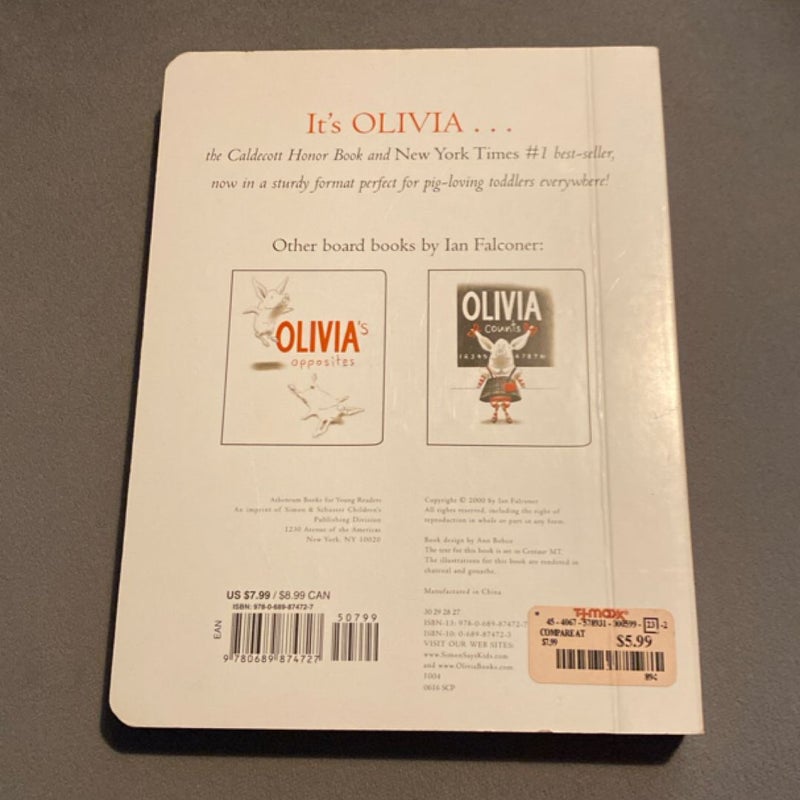 It's OLIVIA . . .
the Caldecott Honor Book and New York Times #1 best-seller,
now in a sturdy format perfect for pig-loving toddlers everywhere!
Other board books by Ian Falconer:
OLIVIA's
opposites
OLIVIA
counts
Atheneum Books for Young Readers
An imprint of Simon & Schuster Children's
Publishing Division
1230 Avenue of the Americas
New York, NY 10020
Copyright © 2000 by Ian Falconer
All rights reserved, including the right of
reproduction in whole or part in any form.
Book design by Ann Bobco
The text for this book is set in Centaur MT.
The illustrations for this book are rendered in
charcoal and gouache.
Manufactured in China
30 29 28 27
ISBN-13: 978-0-689-87472-7
ISBN-10: 0-689-87472-3
VISIT OUR WEB SITES:
www.SimonSaysKids.com
and www.OliviaBooks.com
1004
0616 SCP
US $7.99 / $8.99 CAN
ISBN: 978-0-689-87472-7
50799
EAN
9 780689 874727
T·J·maxx
45 - 4067 - - - 23 - 2
COMPARE AT
$7.99
$5.99